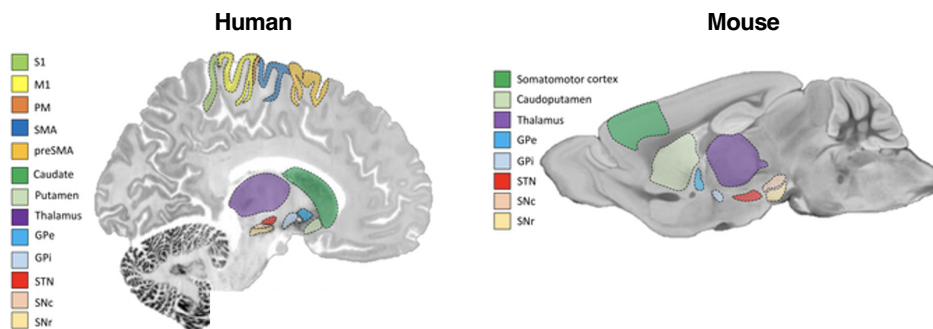 Human
S1
M1
PM
SMA
preSMA
Caudate
Putamen
Thalamus
GPe
GPi
STN
SNc
SNr
Mouse
Somatomotor cortex
Caudoputamen
Thalamus
GPe
GPi
STN
SNc
SNr